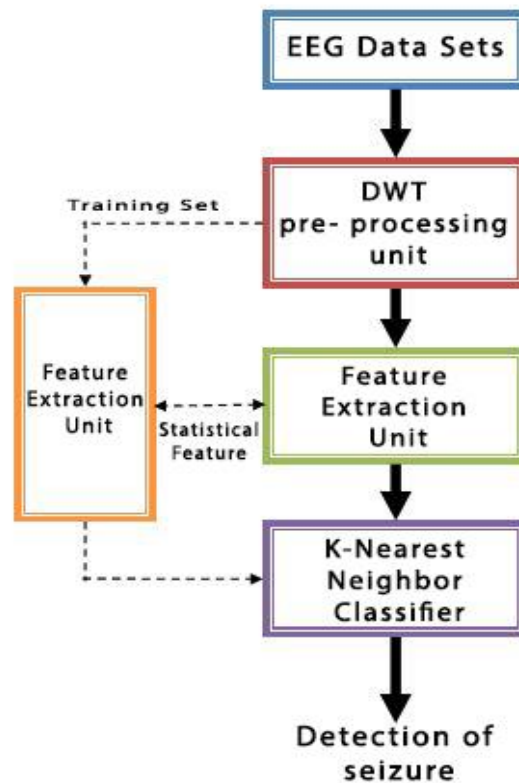 EEG Data Sets
DWT
pre- processing
unit
Training Set
Feature
Extraction
Unit
Statistical
Feature
Feature
Extraction
Unit
K-Nearest
Neighbor
Classifier
Detection of
seizure